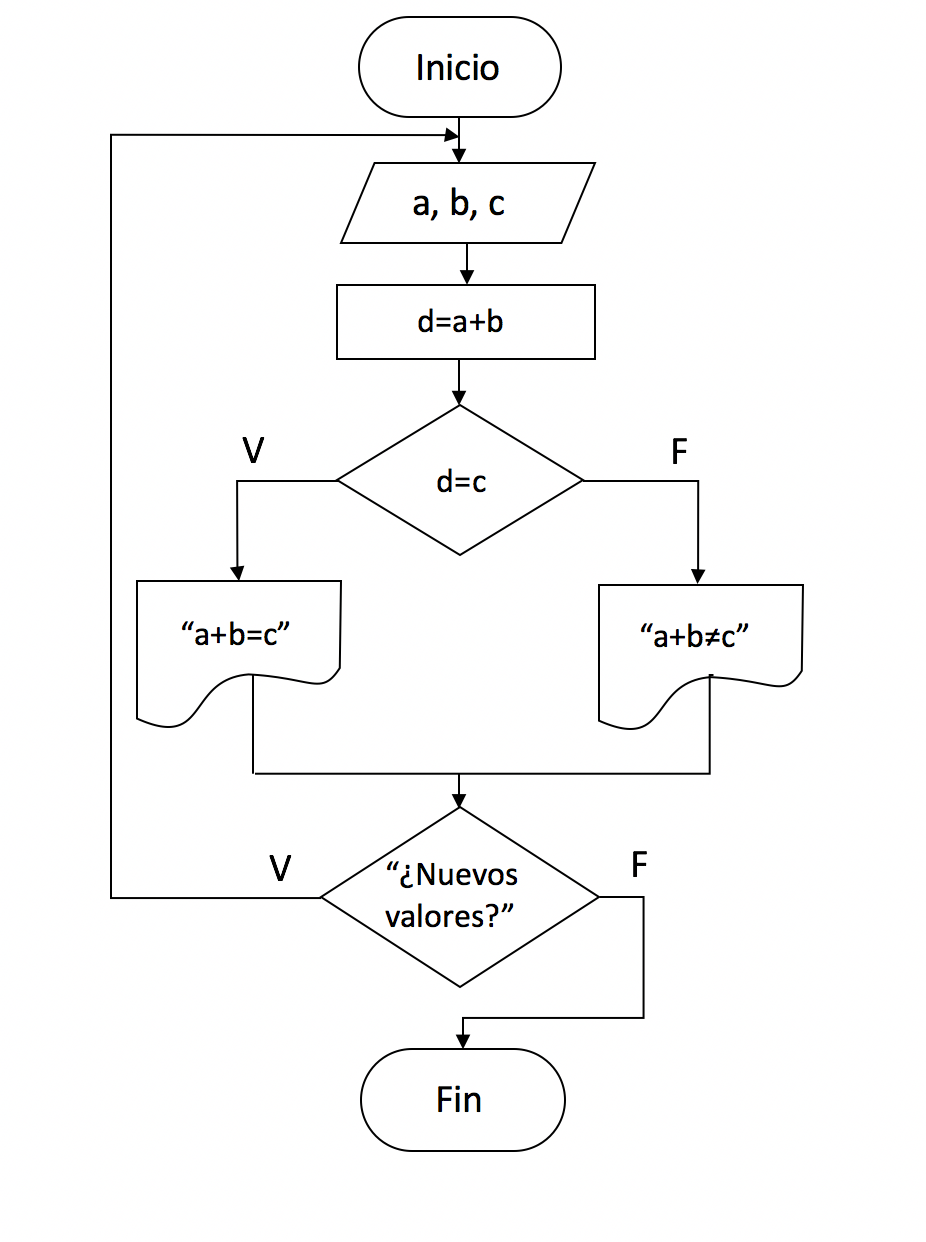 Inicio
a, b, c
d=a+b
V
F
d=c
“a+b=c”
“a+b≠c”
V
F
“¿Nuevos
valores?”
Fin